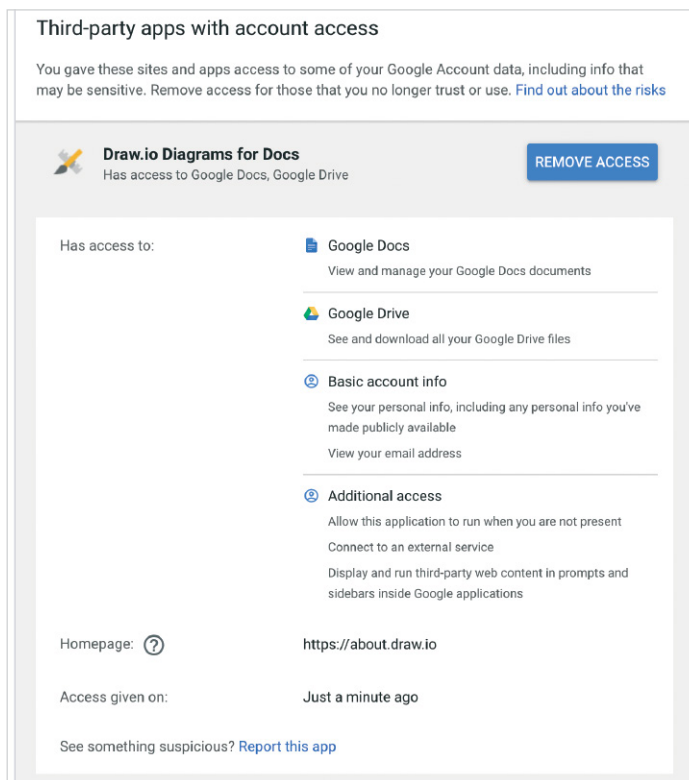 Third-party apps with account access
You gave these sites and apps access to some of your Google Account data, including info that
may be sensitive. Remove access for those that you no longer trust or use. Find out about the risks
Draw.io Diagrams for Docs
Has access to Google Docs, Google Drive
REMOVE ACCESS
Has access to:
Google Docs
View and manage your Google Docs documents
Google Drive
See and download all your Google Drive files
Basic account info
See your personal info, including any personal info you've
made publicly available
View your email address
Additional access
Allow this application to run when you are not present
Connect to an external service
Display and run third-party web content in prompts and
sidebars inside Google applications
Homepage: ?
https://about.draw.io
Access given on:
Just a minute ago
See something suspicious? Report this app